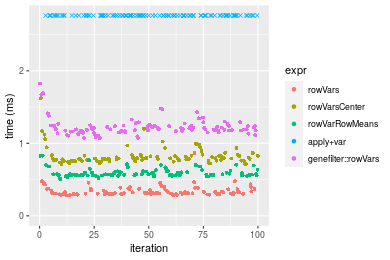 expr
rowVars
rowVarsCenter
rowVarRowMeans
apply+var
genefilter::rowVars
time (ms)
2
1
0
0 25 50 75 100
iteration